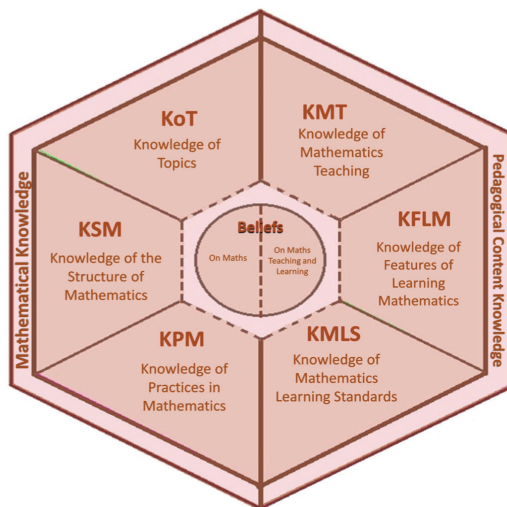 Mathematical Knowledge
KoT
Knowledge of
Topics
KMT
Knowledge of
Mathematics
Teaching
KSM
Knowledge of the
Structure of
Mathematics
Beliefs
On Maths
On Maths
Teaching and
Learning
KFLM
Knowledge of
Features of
Learning
Mathematics
KPM
Knowledge of
Practices in
Mathematics
KMLS
Knowledge of
Mathematics
Learning Standards
Pedagogical Content Knowledge